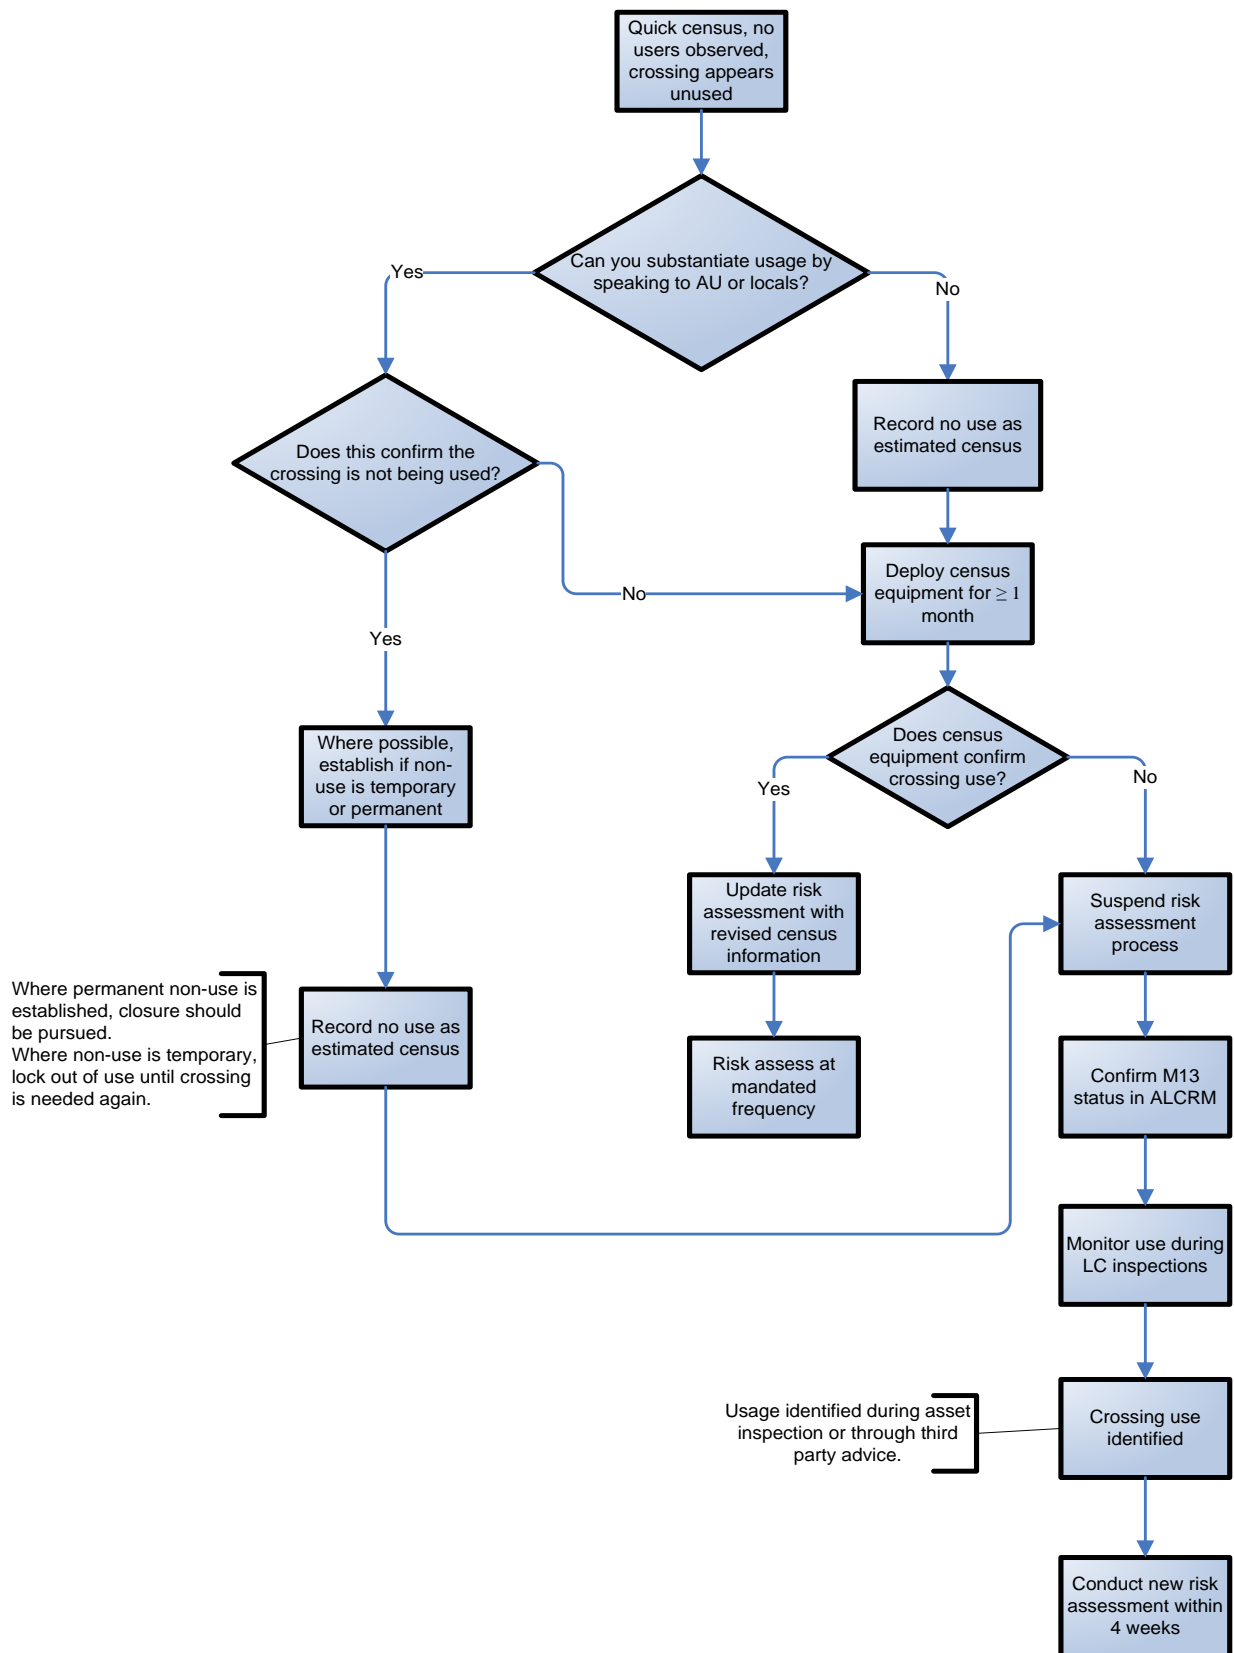 Quick census, no
users observed,
crossing appears
unused
Can you substantiate usage by
speaking to AU or locals?
Yes
No
Does this confirm the
crossing is not being used?
Record no use as
estimated census
No
Deploy census
equipment for ≥ 1
month
Yes
Where possible,
establish if non-
use is temporary
or permanent
Does census
equipment confirm
crossing use?
Yes
No
Update risk
assessment with
revised census
information
Suspend risk
assessment
process
Where permanent non-use is
established, closure should
be pursued.
Where non-use is temporary,
lock out of use until crossing
is needed again.
Record no use as
estimated census
Risk assess at
mandated
frequency
Confirm M13
status in ALCRM
Monitor use during
LC inspections
Usage identified during asset
inspection or through third
party advice.
Crossing use
identified
Conduct new risk
assessment within
4 weeks